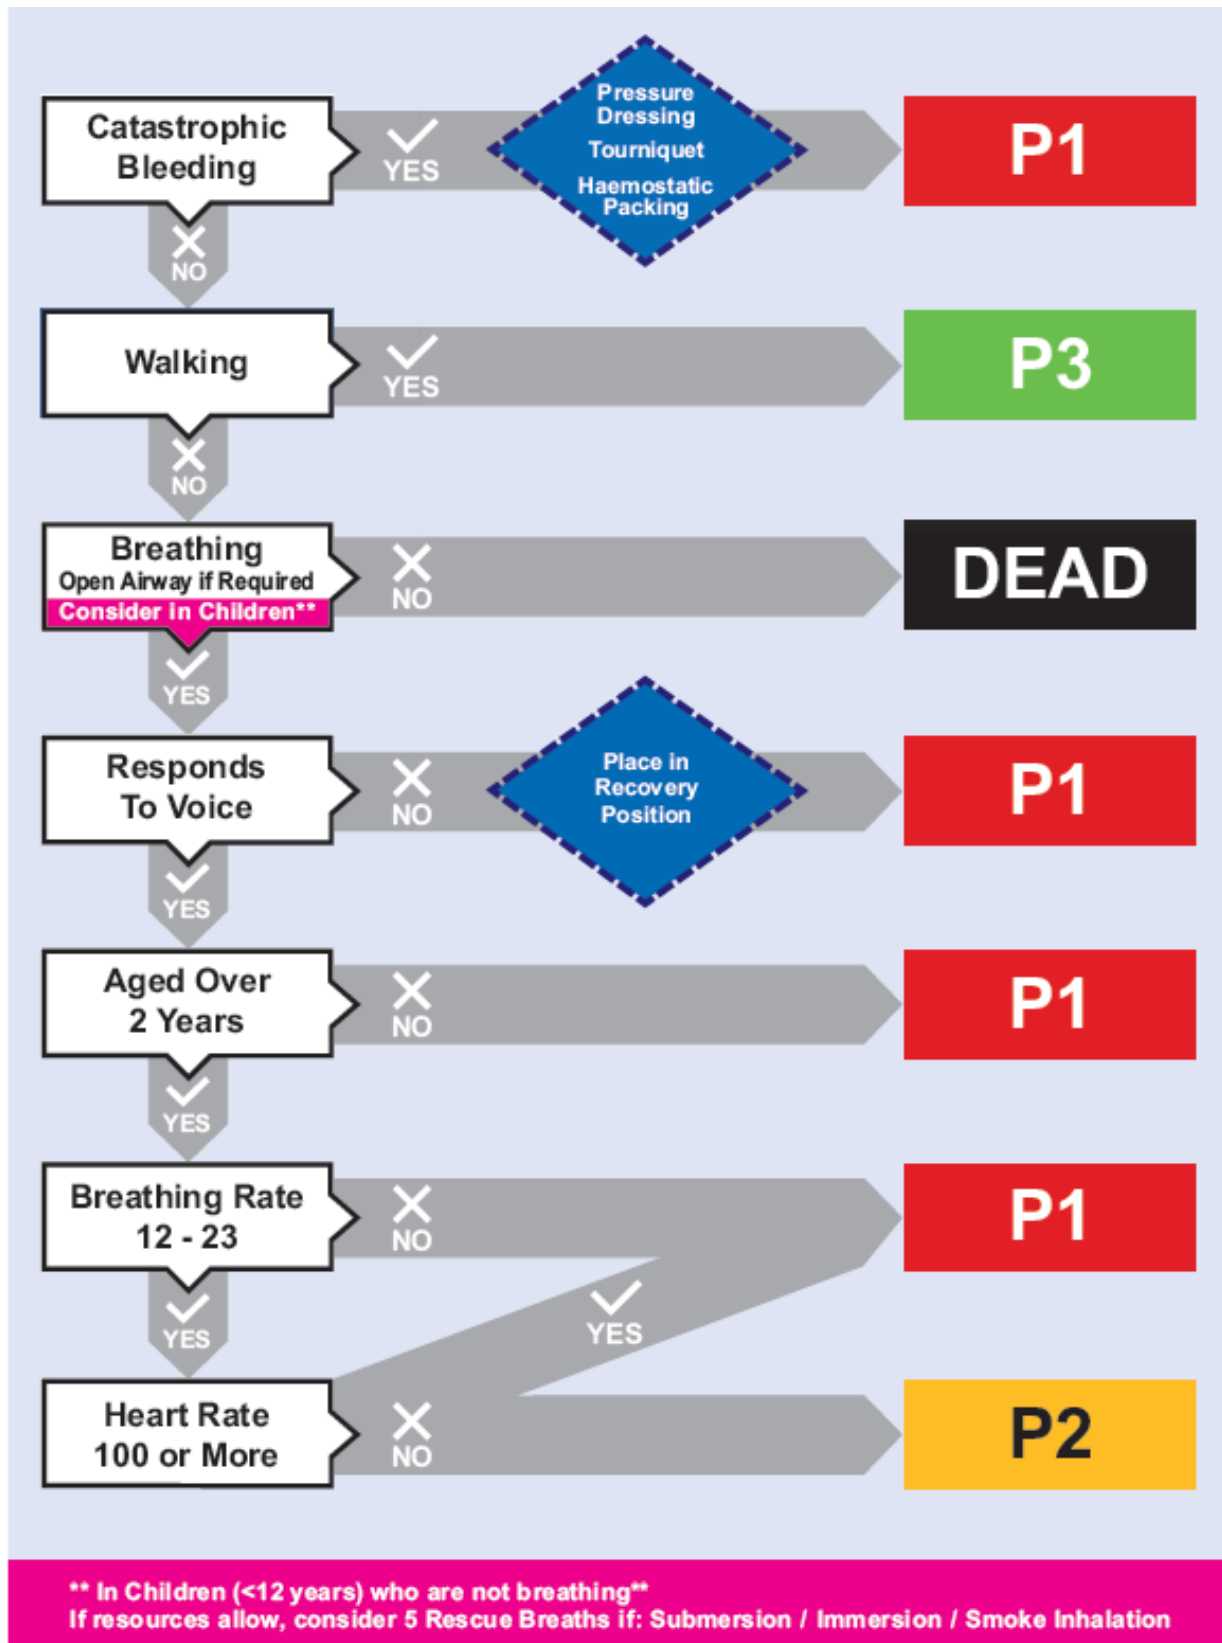 Catastrophic
Bleeding
YES
Pressure
Dressing
Tourniquet
Haemostatic
Packing
P1
NO
Walking
YES
P3
NO
Breathing
Open Airway if Required
Consider in Children**
NO
DEAD
YES
Responds
To Voice
NO
Place in
Recovery
Position
P1
YES
Aged Over
2 Years
NO
P1
YES
Breathing Rate
12 - 23
NO
P1
YES
YES
Heart Rate
100 or More
NO
P2
** In Children (<12 years) who are not breathing**
If resources allow, consider 5 Rescue Breaths if: Submersion / Immersion / Smoke Inhalation